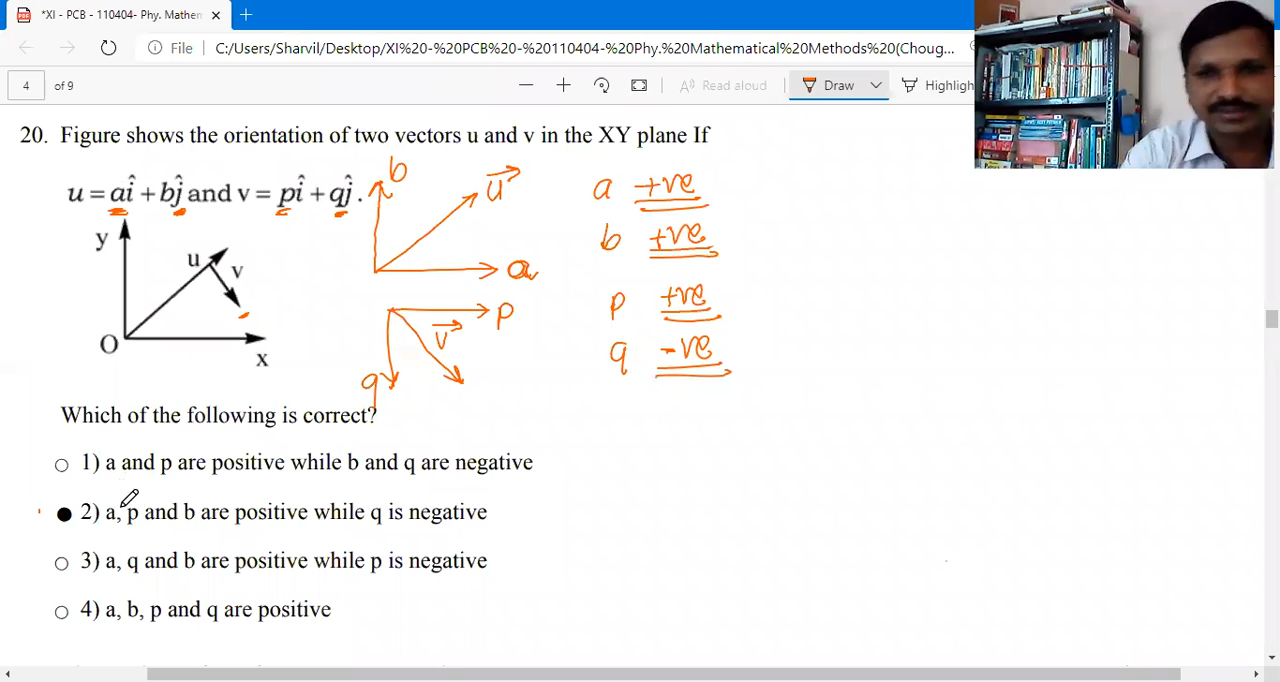 *XI - PCB - 110404- Phy. Mather
File C:/Users/Sharvil/Desktop/XI%20-%20PCB%20-%20110404-%20Phy.%20Mathematical%20Methods%20(Choug...
4 of 9 Read aloud Draw Highligh
20. Figure shows the orientation of two vectors u and v in the XY plane If
u = aî + bĵ and v = pî + qĵ.
b
u
a
a +ve
b +ve
p +ve
q -ve
y
u
v
O
x
p
v
q
Which of the following is correct?
1) a and p are positive while b and q are negative
2) a, p and b are positive while q is negative
3) a, q and b are positive while p is negative
4) a, b, p and q are positive